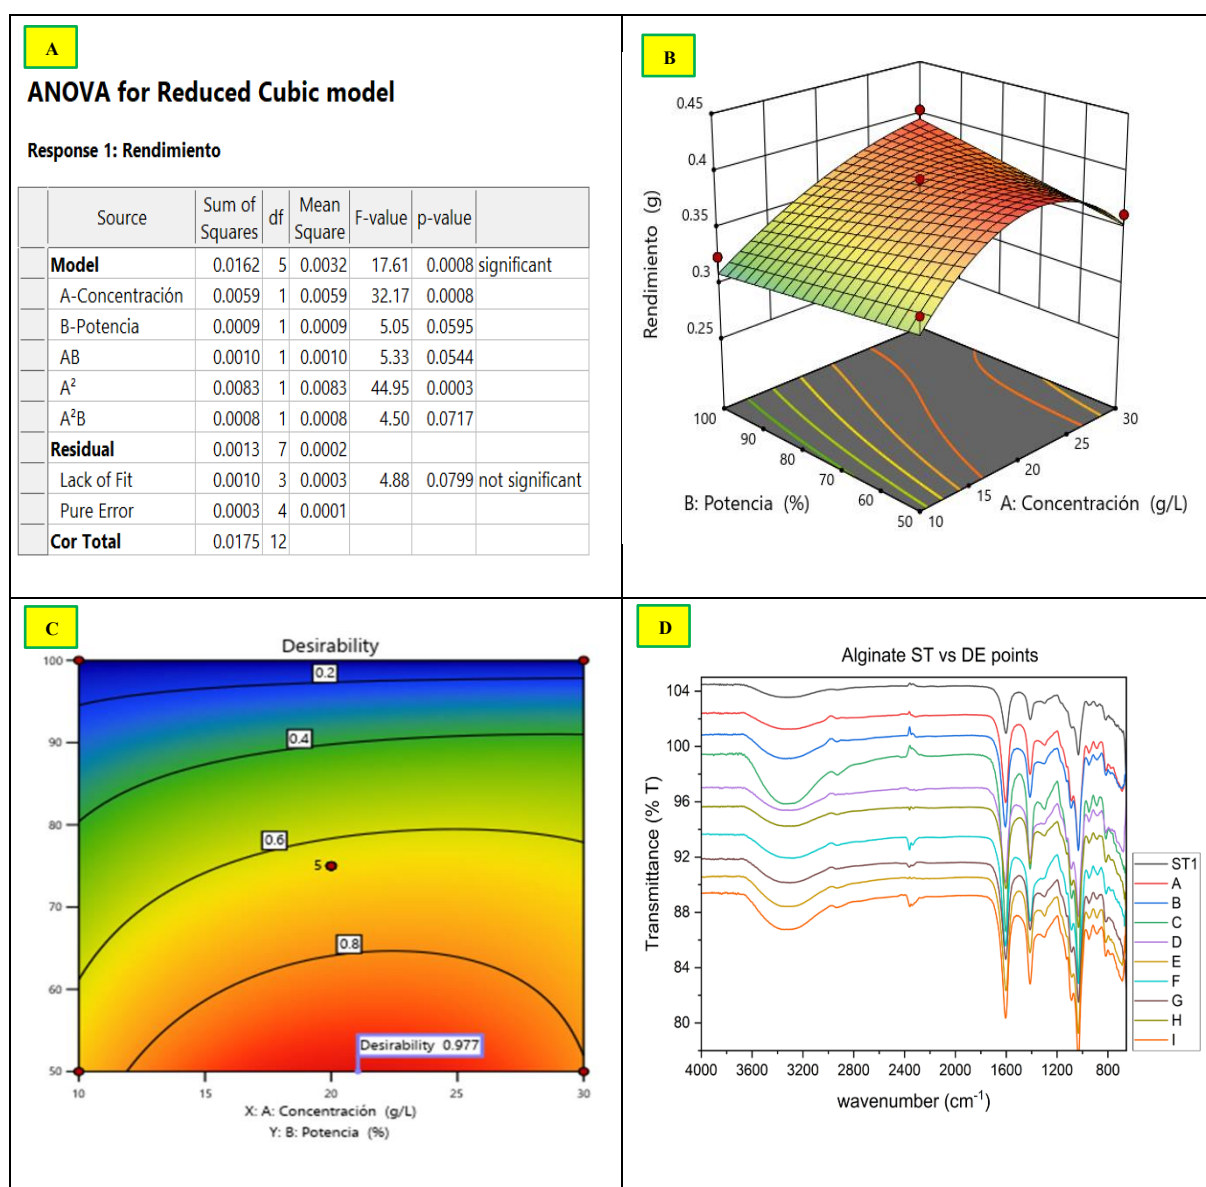 A
ANOVA for Reduced Cubic model
Response 1: Rendimiento
Source Sum of Squares df Mean Square F-value p-value
Model 0.0162 5 0.0032 17.61 0.0008 significant
A-Concentración 0.0059 1 0.0059 32.17 0.0008
B-Potencia 0.0009 1 0.0009 5.05 0.0595
AB 0.0010 1 0.0010 5.33 0.0544
A² 0.0083 1 0.0083 44.95 0.0003
A²B 0.0008 1 0.0008 4.50 0.0717
Residual 0.0013 7 0.0002
Lack of Fit 0.0010 3 0.0003 4.88 0.0799 not significant
Pure Error 0.0003 4 0.0001
Cor Total 0.0175 12
B
0.45
0.4
0.35
0.3
0.25
Rendimiento (g)
100
90
80
70
60
50
B: Potencia (%)
10
15
20
25
30
A: Concentración (g/L)
C
Desirability
100
90
80
70
60
50
0.2
0.4
0.6
5
0.8
Desirability 0.977
10 15 20 25 30
X: A: Concentración (g/L)
Y: B: Potencia (%)
D
Alginate ST vs DE points
Transmittance (% T)
104
100
96
92
88
84
80
4000 3600 3200 2800 2400 2000 1600 1200 800
wavenumber (cm⁻¹)
ST1
A
B
C
D
E
F
G
H
I